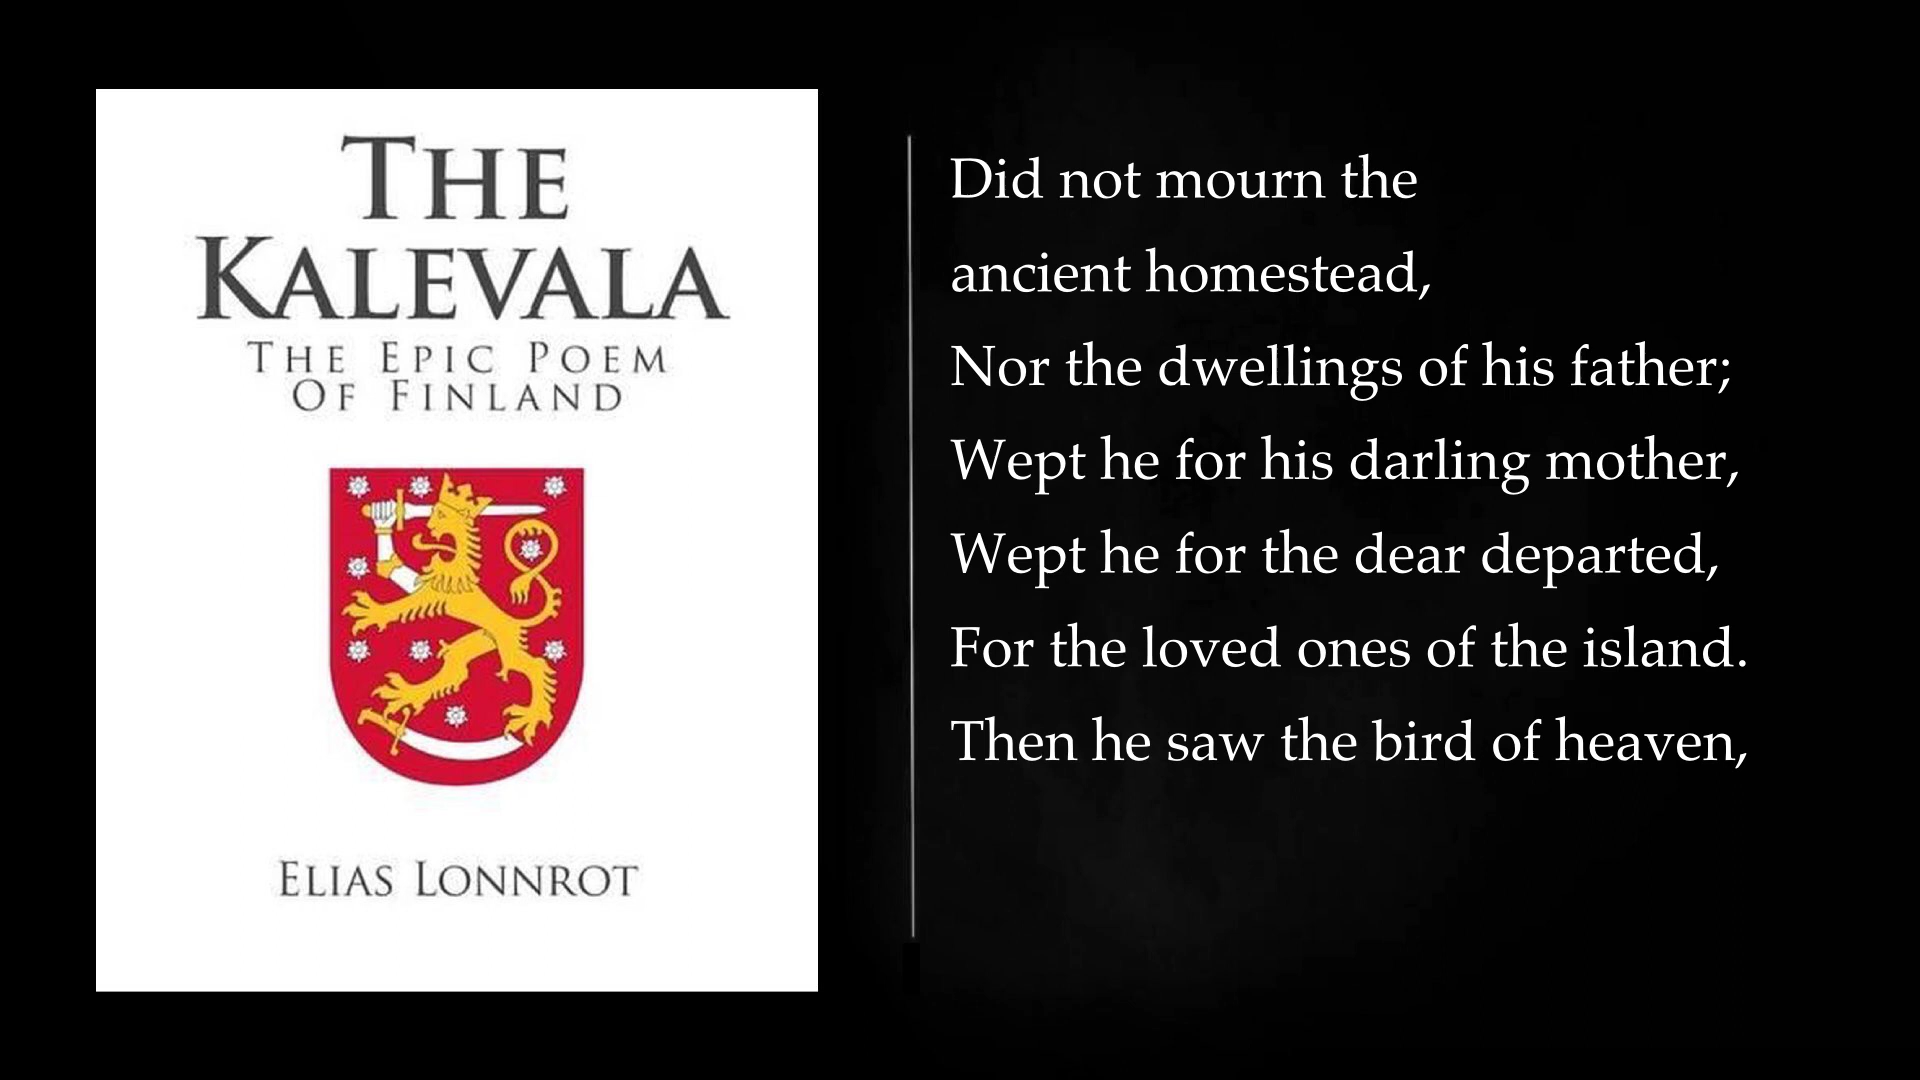 THE
KALEVALA
THE EPIC POEM
OF FINLAND
ELIAS LONNROT
Did not mourn the
ancient homestead,
Nor the dwellings of his father;
Wept he for his darling mother,
Wept he for the dear departed,
For the loved ones of the island.
Then he saw the bird of heaven,